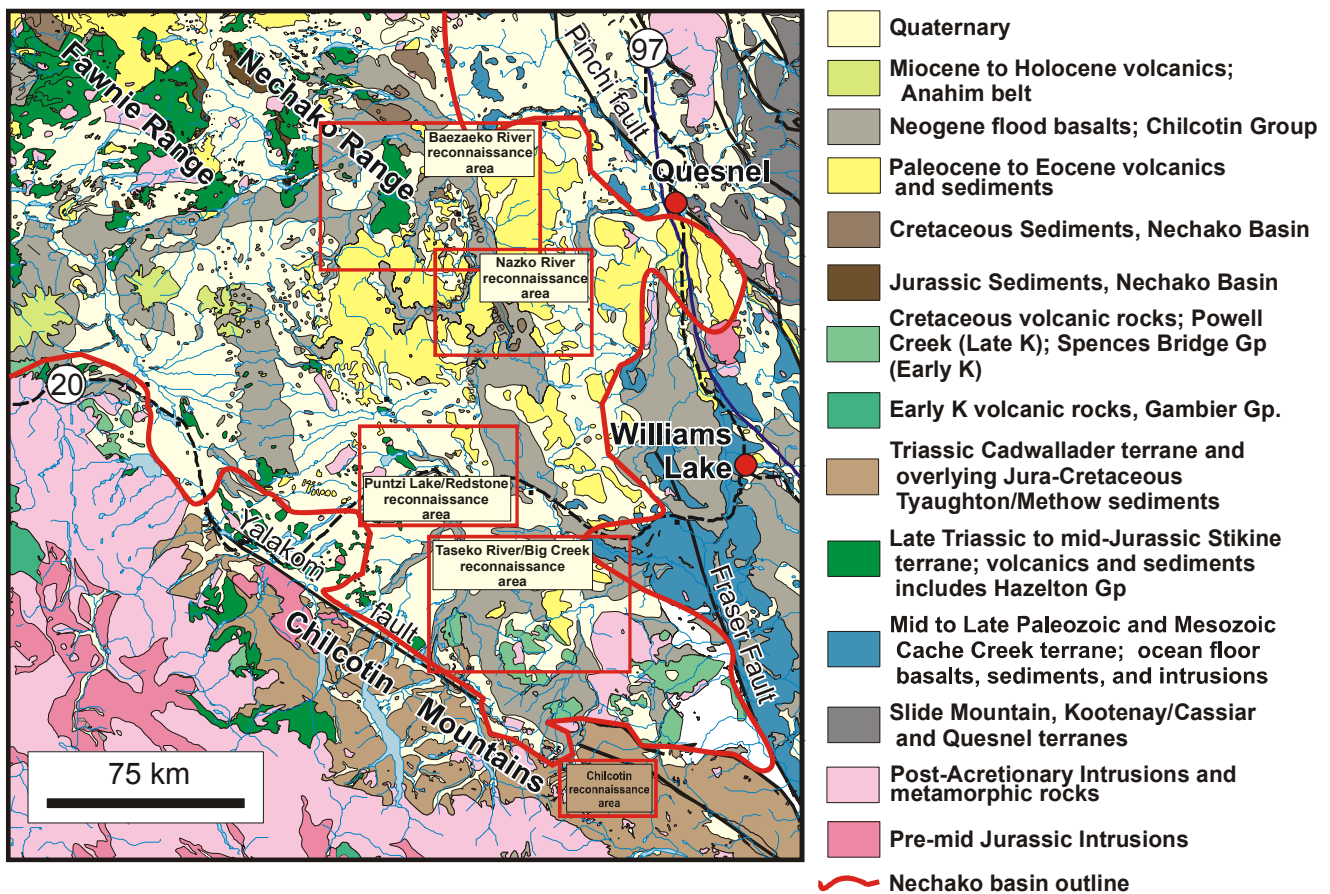 Fawnie Range
Nechako Range
Pinchi fault
97
Baezaeko River
reconnaissance
area
Quesnel
Nazko
Nazko River
reconnaissance
area
20
Williams
Lake
Puntzi Lake/Redstone
reconnaissance
area
Yalakom
fault
Taseko River/Big Creek
reconnaissance
area
Fraser Fault
Chilcotin
Mountains
Chilcotin
reconnaissance
area
75 km
Quaternary
Miocene to Holocene volcanics;
Anahim belt
Neogene flood basalts; Chilcotin Group
Paleocene to Eocene volcanics
and sediments
Cretaceous Sediments, Nechako Basin
Jurassic Sediments, Nechako Basin
Cretaceous volcanic rocks; Powell
Creek (Late K); Spences Bridge Gp
(Early K)
Early K volcanic rocks, Gambier Gp.
Triassic Cadwallader terrane and
overlying Jura-Cretaceous
Tyaughton/Methow sediments
Late Triassic to mid-Jurassic Stikine
terrane; volcanics and sediments
includes Hazelton Gp
Mid to Late Paleozoic and Mesozoic
Cache Creek terrane; ocean floor
basalts, sediments, and intrusions
Slide Mountain, Kootenay/Cassiar
and Quesnel terranes
Post-Acretionary Intrusions and
metamorphic rocks
Pre-mid Jurassic Intrusions
Nechako basin outline